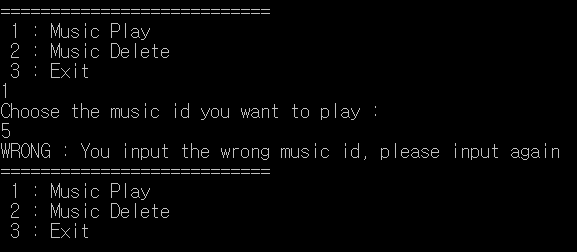 ===========================
1 : Music Play
2 : Music Delete
3 : Exit
1
Choose the music id you want to play :
5
WRONG : You input the wrong music id, please input again
===========================
1 : Music Play
2 : Music Delete
3 : Exit